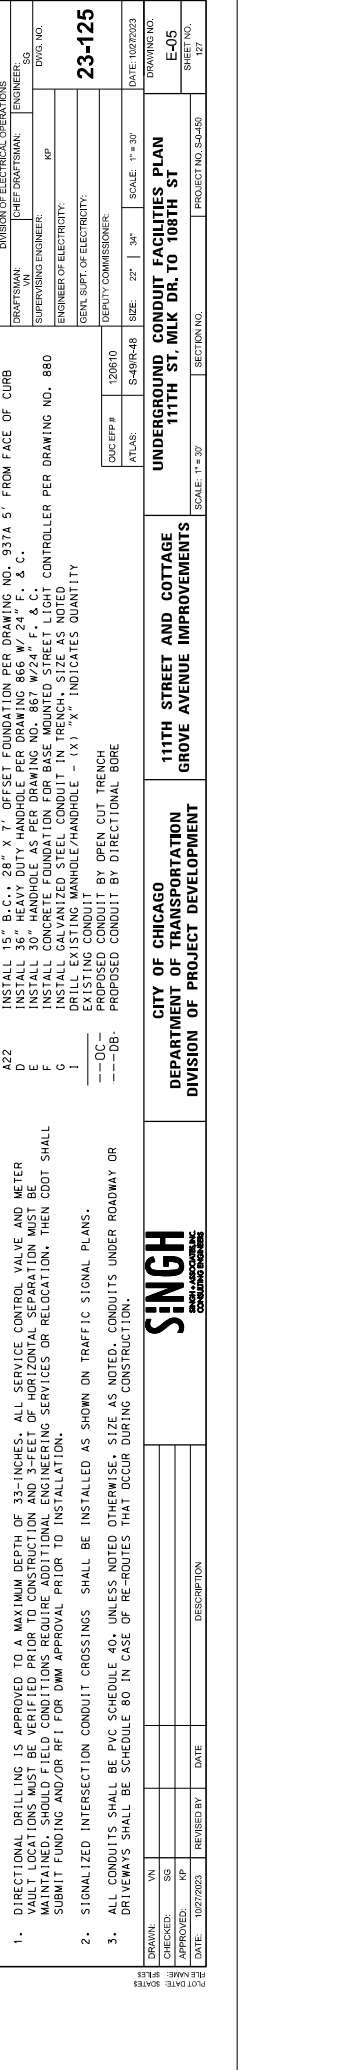 1. DIRECTIONAL DRILLING IS APPROVED TO A MAXIMUM DEPTH OF 33-INCHES. ALL SERVICE CONTROL VALVE AND METER
VAULT LOCATIONS MUST BE VERIFIED PRIOR TO CONSTRUCTION AND 3-FEET OF HORIZONTAL SEPARATION MUST BE
MAINTAINED. SHOULD FIELD CONDITIONS REQUIRE ADDITIONAL ENGINEERING SERVICES OR RELOCATION, THEN CDOT SHALL
SUBMIT FUNDING AND/OR RFI FOR DWM APPROVAL PRIOR TO INSTALLATION.
2. SIGNALIZED INTERSECTION CONDUIT CROSSINGS SHALL BE INSTALLED AS SHOWN ON TRAFFIC SIGNAL PLANS.
3. ALL CONDUITS SHALL BE PVC SCHEDULE 40, UNLESS NOTED OTHERWISE. SIZE AS NOTED. CONDUITS UNDER ROADWAY OR
DRIVEWAYS SHALL BE SCHEDULE 80 IN CASE OF RE-ROUTES THAT OCCUR DURING CONSTRUCTION.
A22 INSTALL 15" B.C., 28" X 7' OFFSET FOUNDATION PER DRAWING NO. 937A 5' FROM FACE OF CURB
D INSTALL 36" HEAVY DUTY HANDHOLE PER DRAWING 866 W/ 24" F. & C.
E INSTALL 30" HANDHOLE AS PER DRAWING NO. 867 W/24" F. & C.
F INSTALL CONCRETE FOUNDATION FOR BASE MOUNTED STREET LIGHT CONTROLLER PER DRAWING NO. 880
G INSTALL GALVANIZED STEEL CONDUIT IN TRENCH, SIZE AS NOTED
I DRILL EXISTING MANHOLE/HANDHOLE - (X) "X" INDICATES QUANTITY
EXISTING CONDUIT
--OC- PROPOSED CONDUIT BY OPEN CUT TRENCH
---DB- PROPOSED CONDUIT BY DIRECTIONAL BORE
DIVISION OF ELECTRICAL OPERATIONS
DRAFTSMAN: VN
CHIEF DRAFTSMAN:
ENGINEER: SG
SUPERVISING ENGINEER: KP
DWG. NO.
23-125
ENGINEER OF ELECTRICITY:
GEN'L SUPT. OF ELECTRICITY:
OUC EFP # 120610
DEPUTY COMMISSIONER:
ATLAS: S-49/R-48
SIZE: 22" | 34"
SCALE: 1" = 30'
DATE: 10/27/2023
DRAWN: VN
CHECKED: SG
APPROVED: KP
DATE: 10/27/2023
REVISED BY
DATE
DESCRIPTION
SINGH
SINGH + ASSOCIATES, INC.
CONSULTING ENGINEERS
CITY OF CHICAGO
DEPARTMENT OF TRANSPORTATION
DIVISION OF PROJECT DEVELOPMENT
111TH STREET AND COTTAGE
GROVE AVENUE IMPROVEMENTS
UNDERGROUND CONDUIT FACILITIES PLAN
111TH ST, MLK DR. TO 108TH ST
SCALE: 1" = 30'
SECTION NO.
PROJECT NO. S-0-450
DRAWING NO.
E-05
SHEET NO.
127
PLOT DATE: $DATE$
FILE NAME: $FILE$